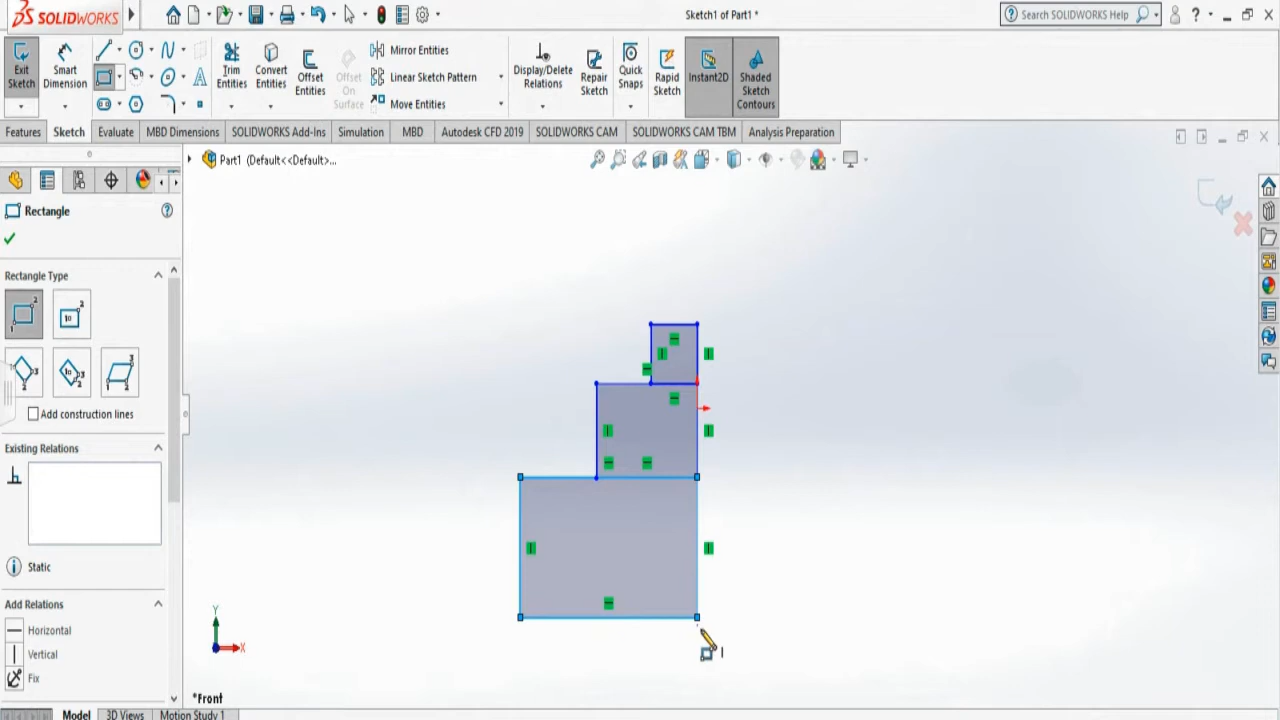 SOLIDWORKS
Sketch1 of Part1 *
Search SOLIDWORKS Help
?
Exit Sketch
Smart Dimension
Trim Entities
Convert Entities
Offset Entities
Offset On Surface
Mirror Entities
Linear Sketch Pattern
Move Entities
Display/Delete Relations
Repair Sketch
Quick Snaps
Rapid Sketch
Instant2D
Shaded Sketch Contours
Features
Sketch
Evaluate
MBD Dimensions
SOLIDWORKS Add-Ins
Simulation
MBD
Autodesk CFD 2019
SOLIDWORKS CAM
SOLIDWORKS CAM TBM
Analysis Preparation
Part1 (Default<<Default>...
Rectangle
Rectangle Type
Add construction lines
Existing Relations
Static
Add Relations
Horizontal
Vertical
Fix
Y
X
*Front
Model
3D Views
Motion Study 1